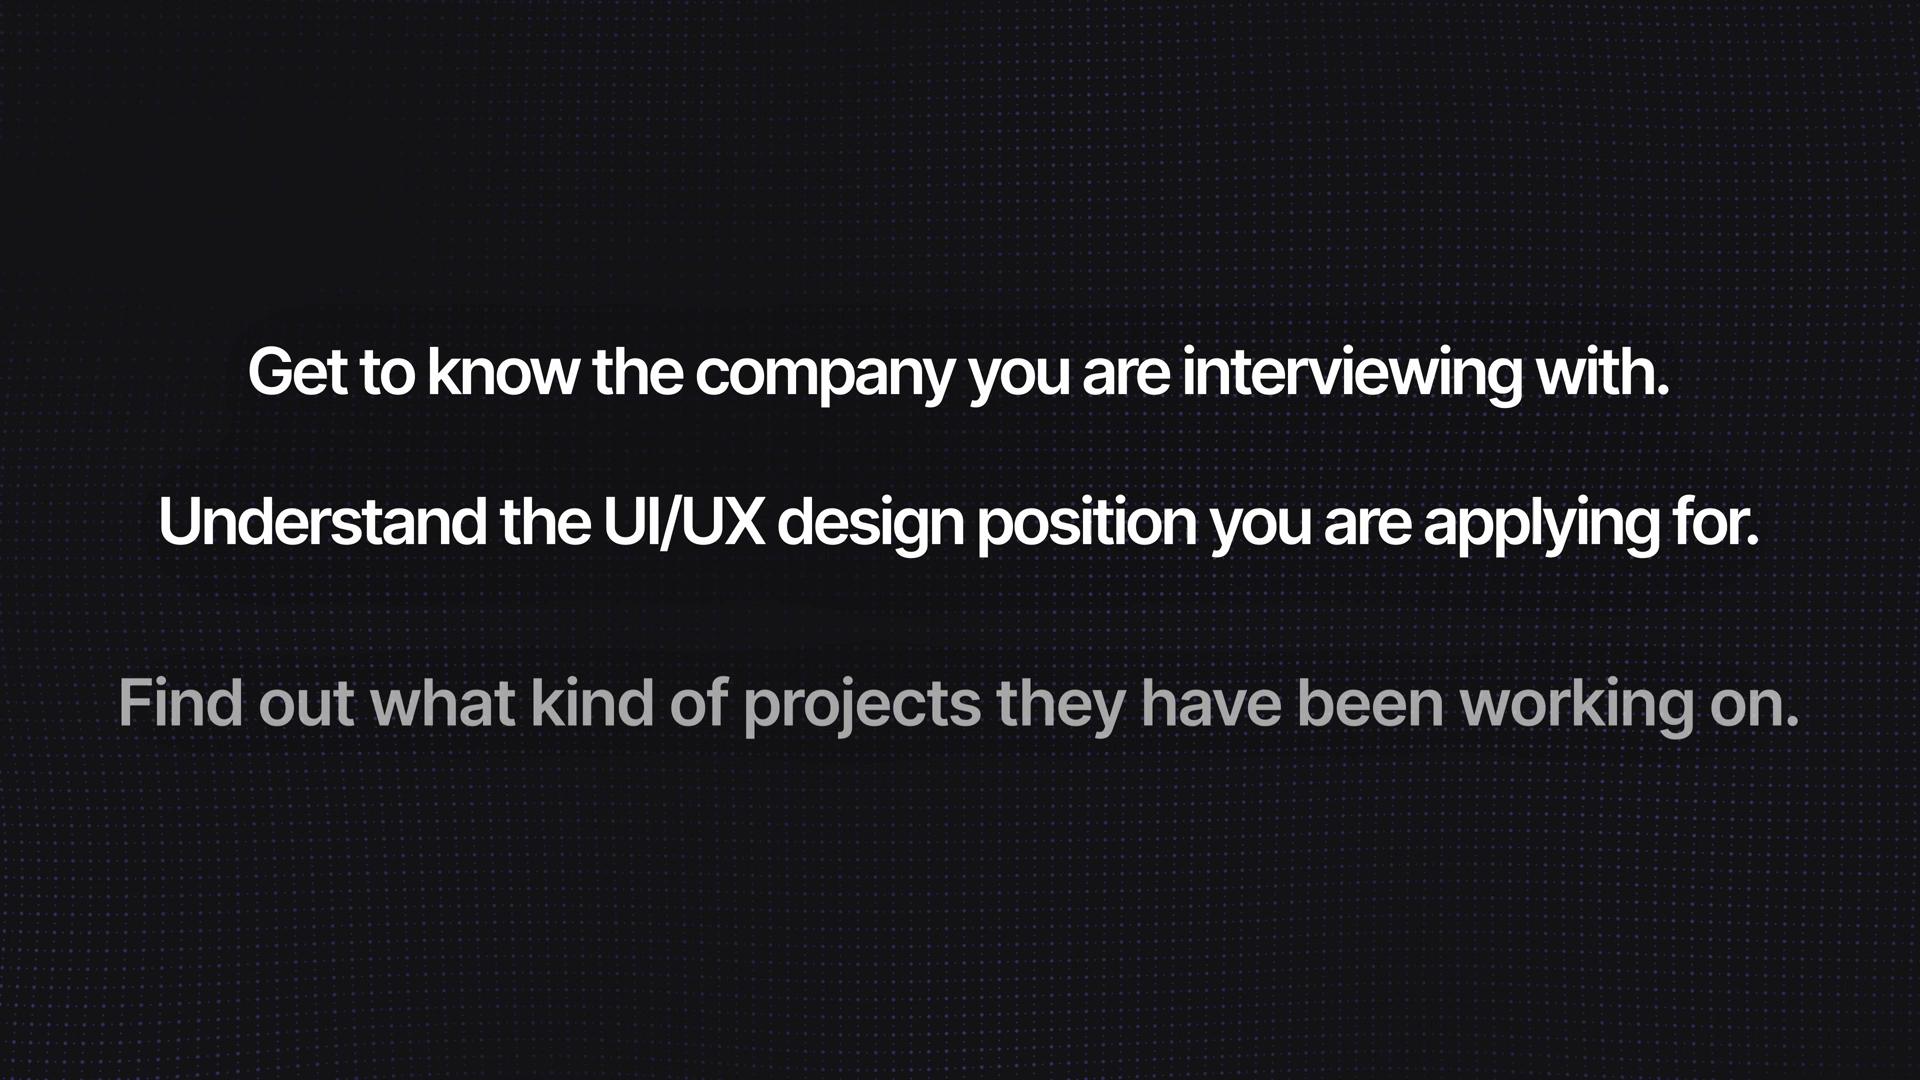 Get to know the company you are interviewing with.
Understand the UI/UX design position you are applying for.
Find out what kind of projects they have been working on.